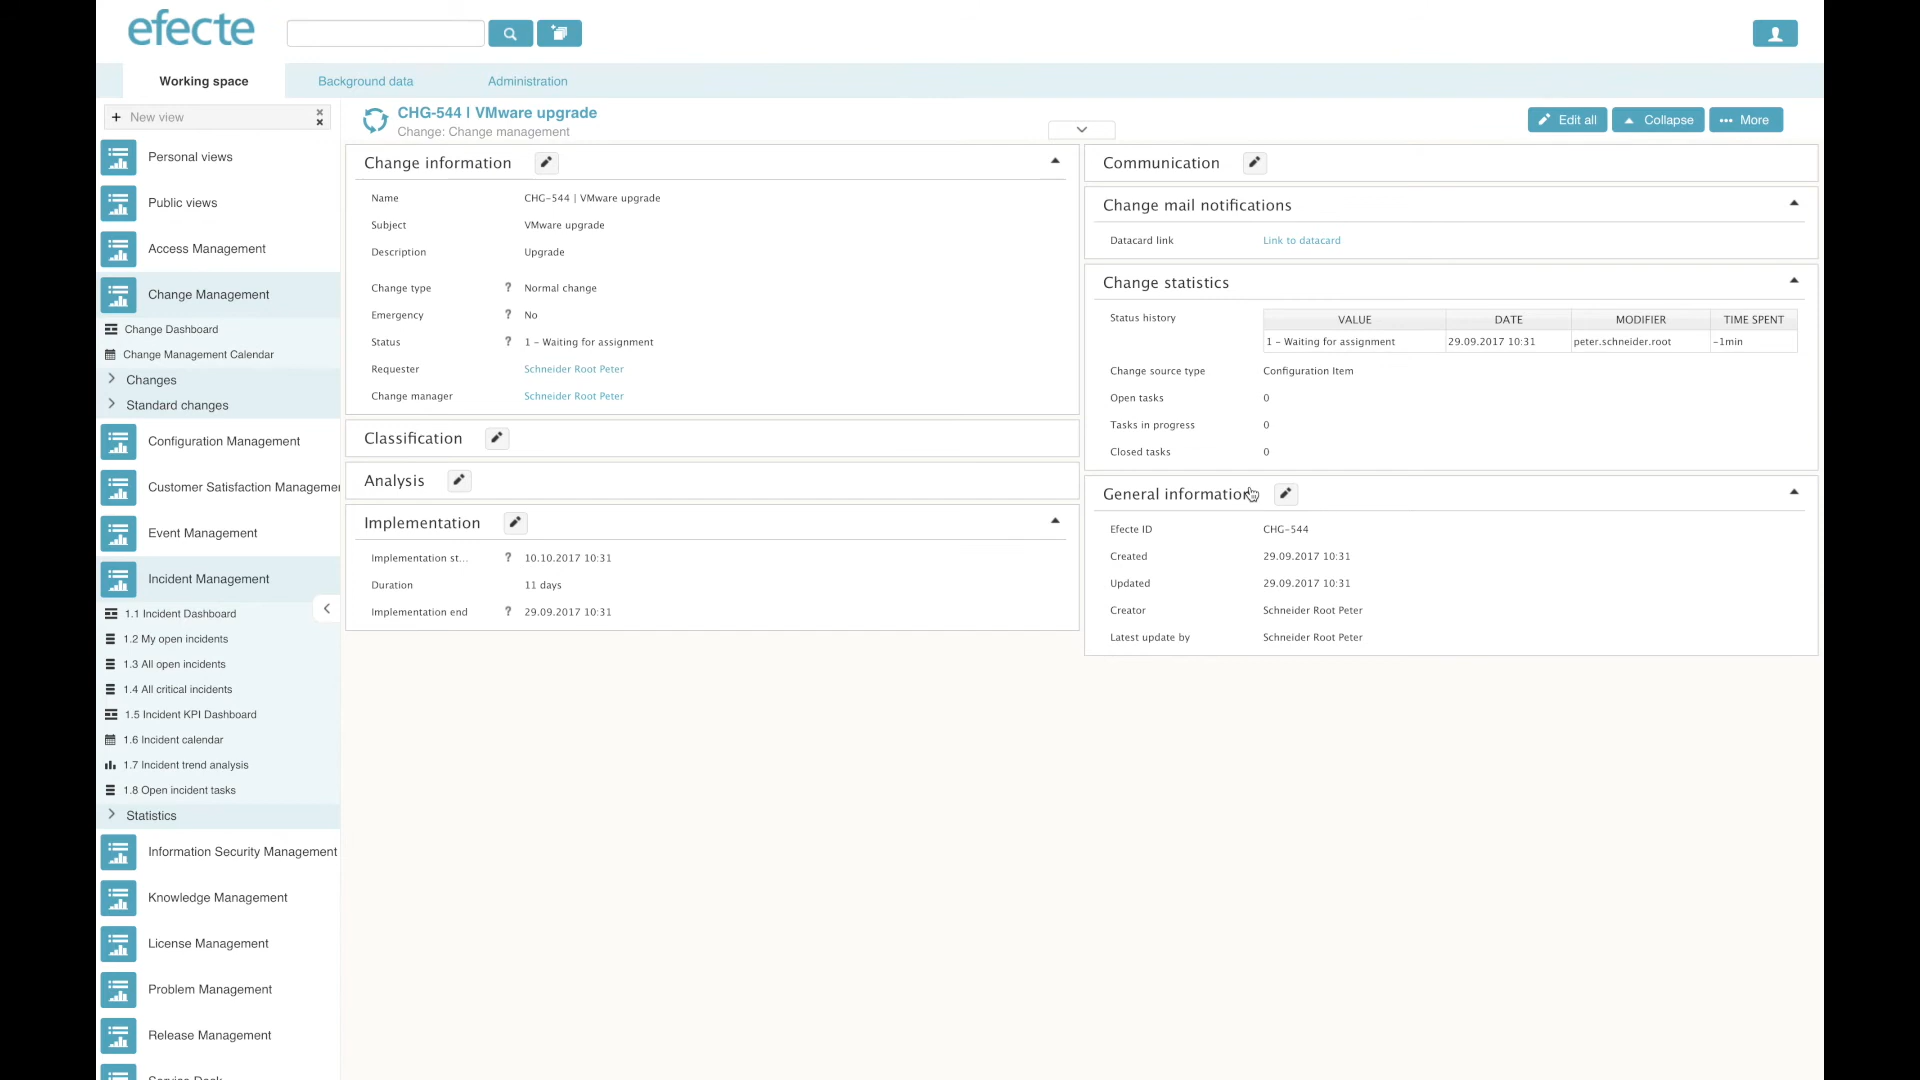 efecte
Working space
Background data
Administration
+ New view
Personal views
Public views
Access Management
Change Management
Change Dashboard
Change Management Calendar
Changes
Standard changes
Configuration Management
Customer Satisfaction Managemen
Event Management
Incident Management
1.1 Incident Dashboard
1.2 My open incidents
1.3 All open incidents
1.4 All critical incidents
1.5 Incident KPI Dashboard
1.6 Incident calendar
1.7 Incident trend analysis
1.8 Open incident tasks
Statistics
Information Security Management
Knowledge Management
License Management
Problem Management
Release Management
CHG-544 | VMware upgrade
Change: Change management
Edit all
Collapse
More
Change information
Name CHG-544 | VMware upgrade
Subject VMware upgrade
Description Upgrade
Change type ? Normal change
Emergency ? No
Status ? 1 - Waiting for assignment
Requester Schneider Root Peter
Change manager Schneider Root Peter
Classification
Analysis
Implementation
Implementation st... ? 10.10.2017 10:31
Duration 11 days
Implementation end ? 29.09.2017 10:31
Communication
Change mail notifications
Datacard link Link to datacard
Change statistics
Status history
VALUE DATE MODIFIER TIME SPENT
1 - Waiting for assignment 29.09.2017 10:31 peter.schneider.root ~1min
Change source type Configuration Item
Open tasks 0
Tasks in progress 0
Closed tasks 0
General information
Efecte ID CHG-544
Created 29.09.2017 10:31
Updated 29.09.2017 10:31
Creator Schneider Root Peter
Latest update by Schneider Root Peter